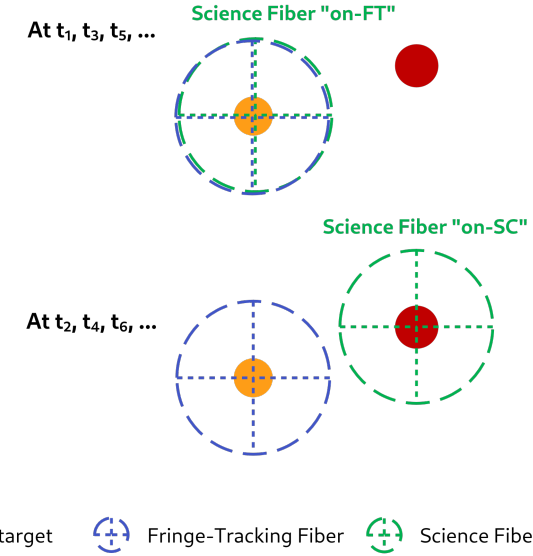 Science Fiber "on-FT"
At t₁, t₃, t₅, ...
Science Fiber "on-SC"
At t₂, t₄, t₆, ...
target Fringe-Tracking Fiber Science Fibe